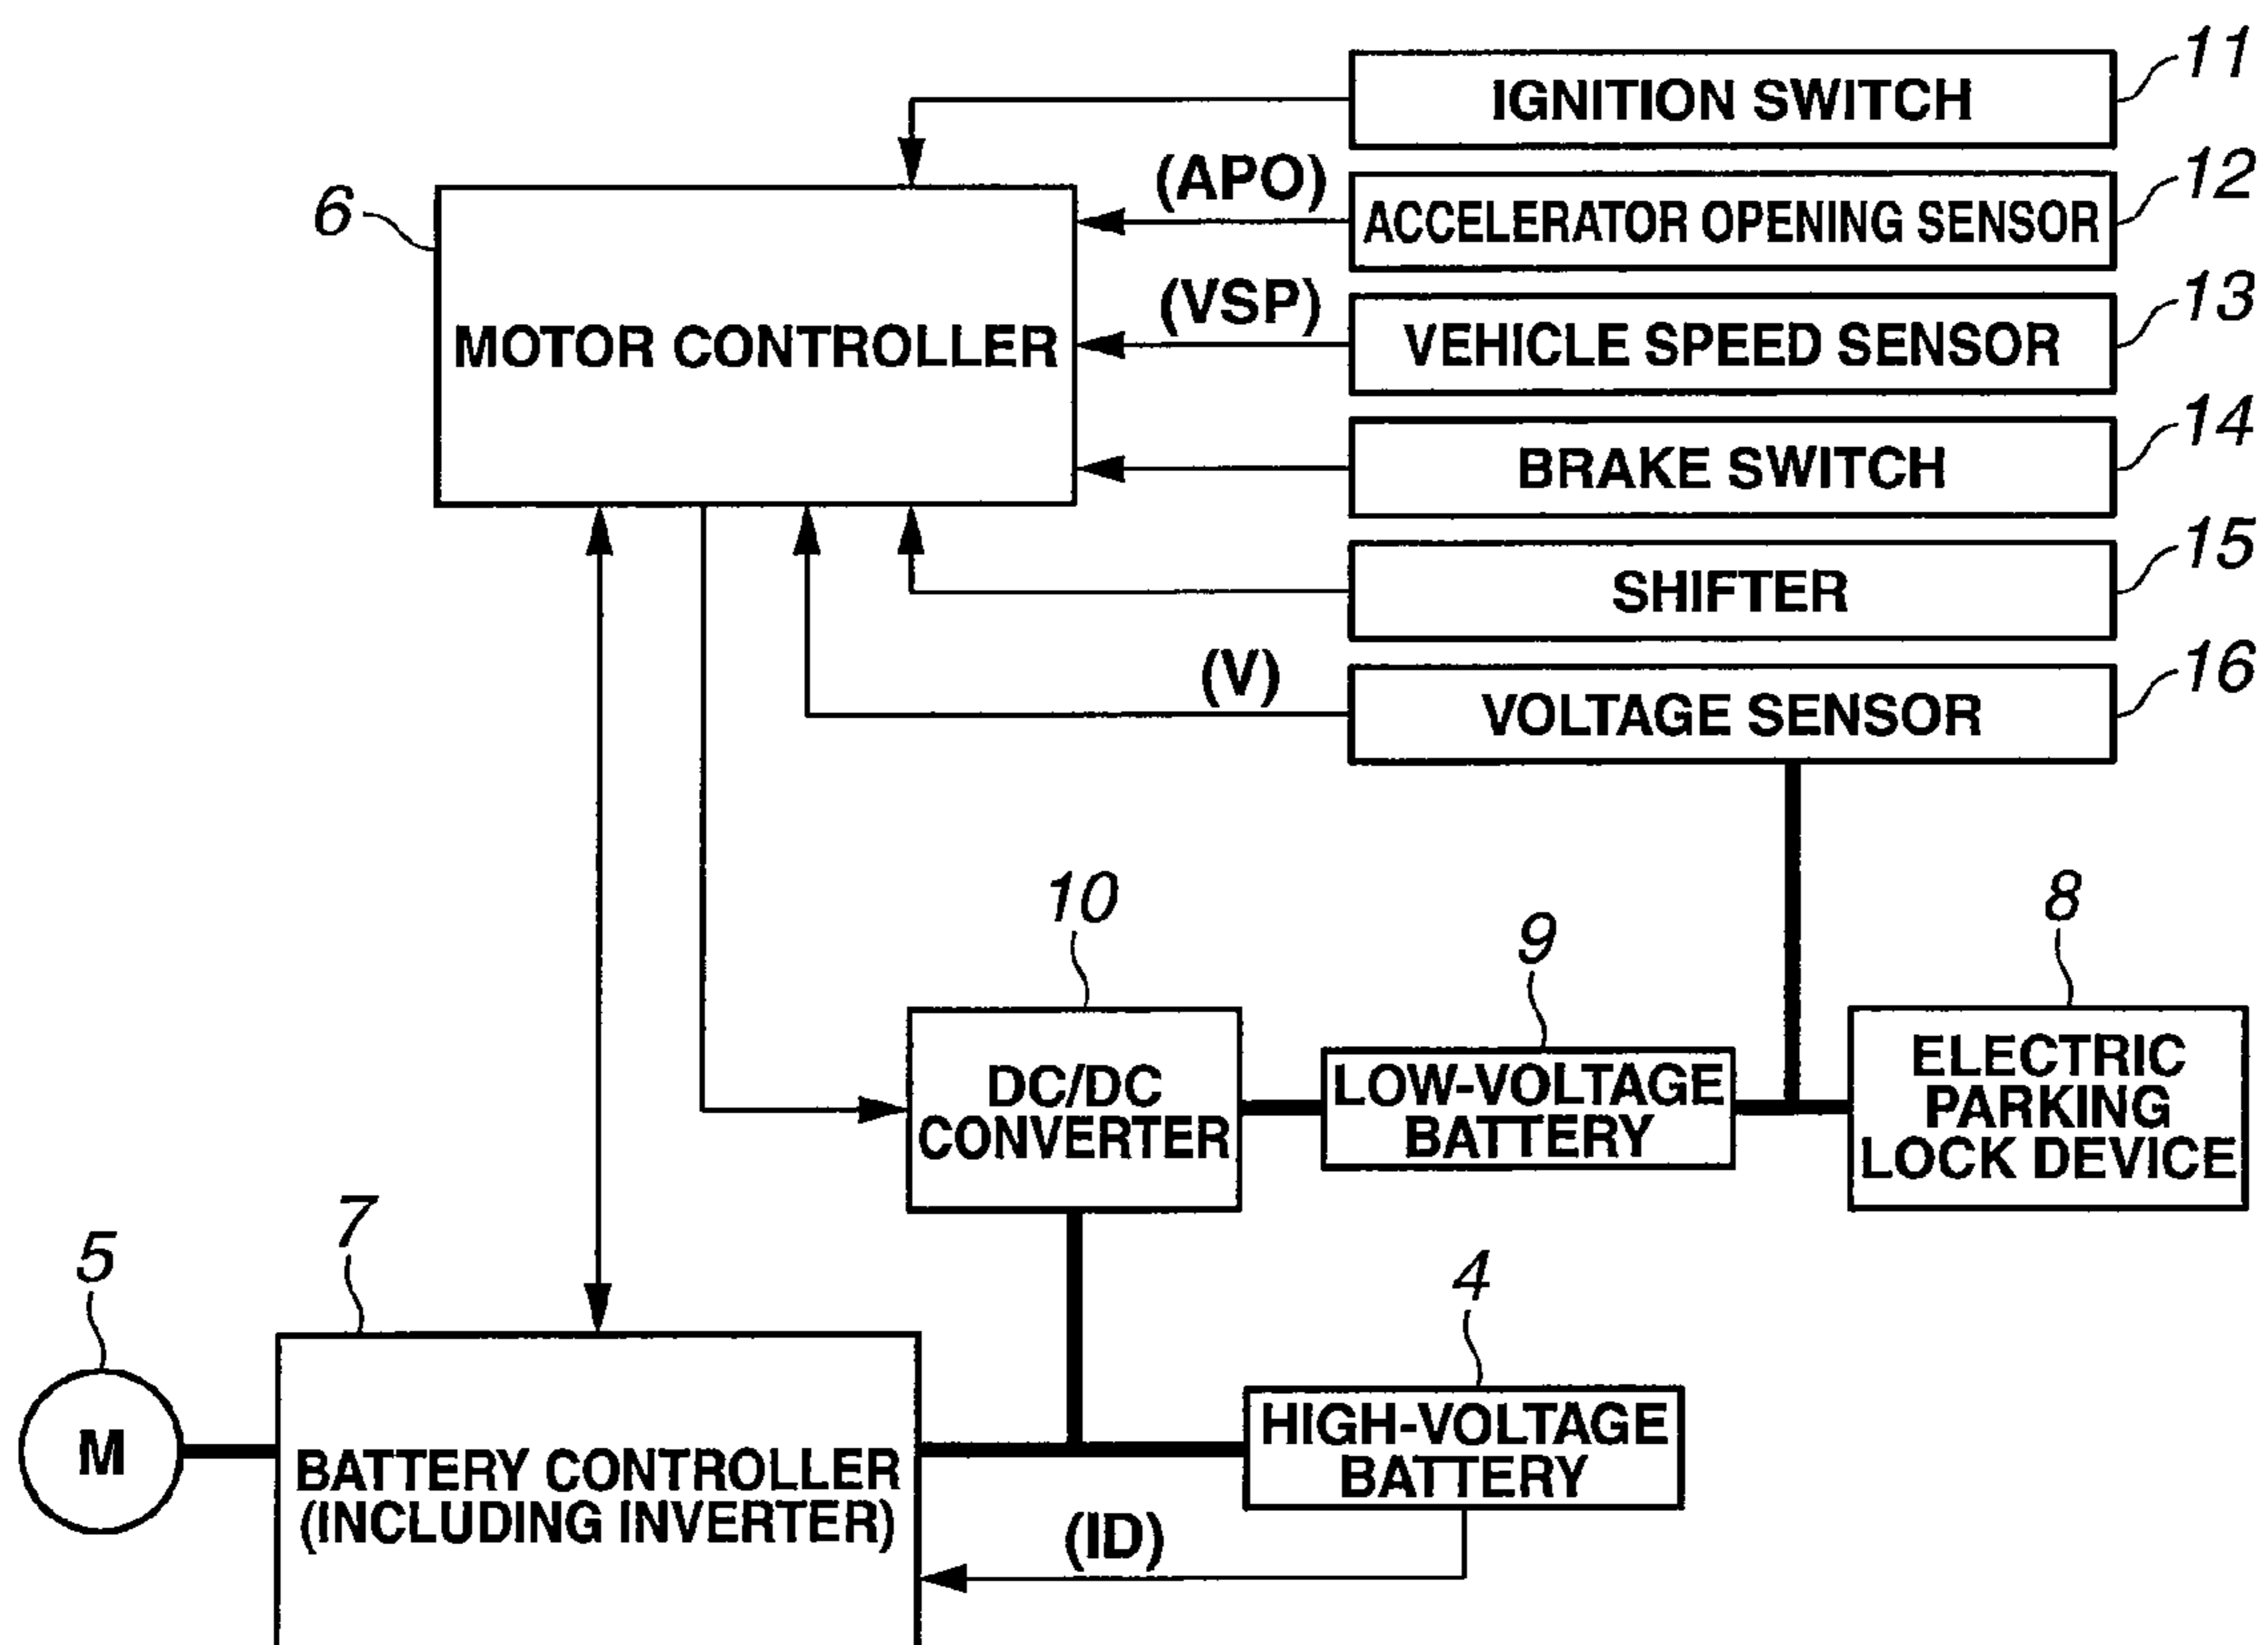 11
IGNITION SWITCH
(APO)
12
6
ACCELERATOR OPENING SENSOR
(VSP)
13
MOTOR CONTROLLER
VEHICLE SPEED SENSOR
14
BRAKE SWITCH
15
SHIFTER
(V)
16
VOLTAGE SENSOR
10
9
8
DC/DC
CONVERTER
LOW-VOLTAGE
BATTERY
ELECTRIC
PARKING
LOCK DEVICE
5
7
4
M
BATTERY CONTROLLER
(INCLUDING INVERTER)
HIGH-VOLTAGE
BATTERY
(ID)